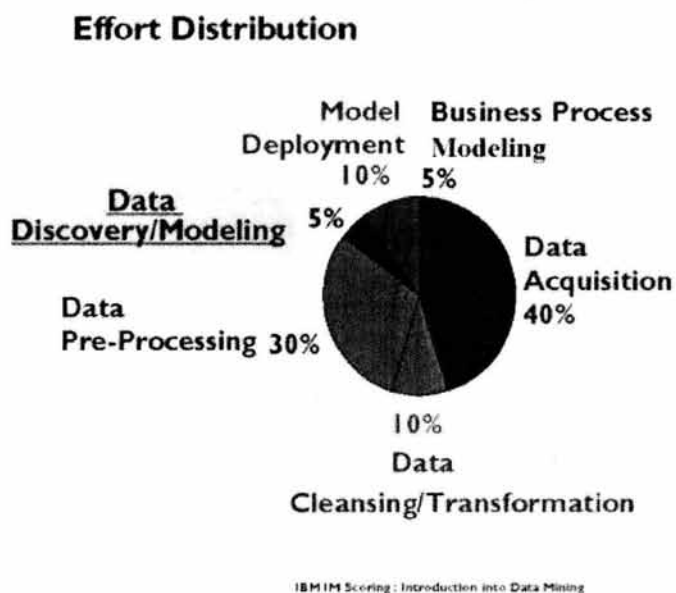 Effort Distribution
Model
Deployment
10%
Business Process
Modeling
5%
Data
Discovery/Modeling
5%
Data
Acquisition
40%
Data
Pre-Processing 30%
10%
Data
Cleansing/Transformation
IBM IM Scoring : Introduction into Data Mining